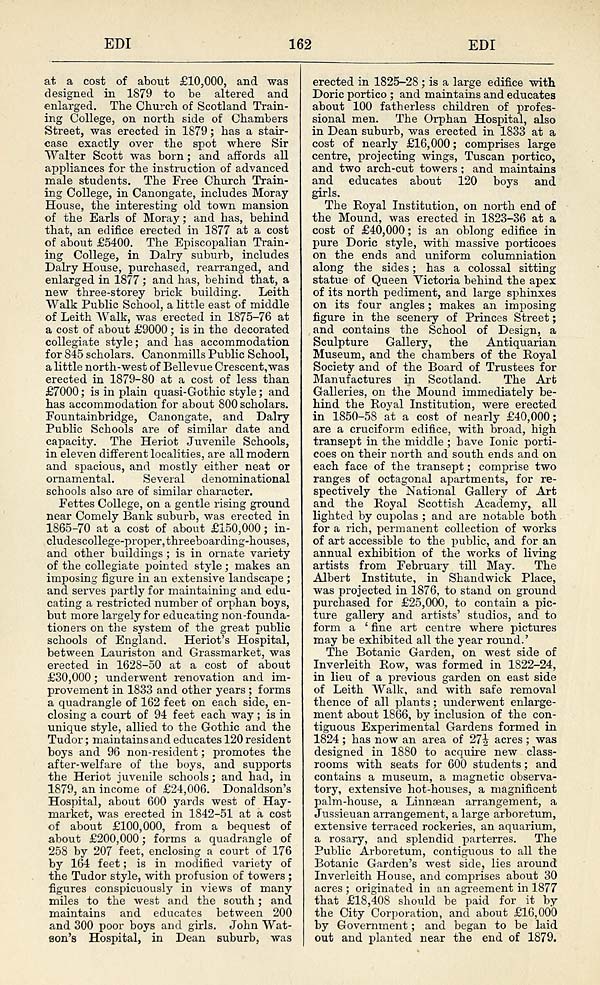 EDI 162 EDI
at a cost of about £10,000, and was
designed in 1879 to be altered and
enlarged. The Church of Scotland Train-
ing College, on north side of Chambers
Street, was erected in 1879; has a stair-
case exactly over the spot where Sir
Walter Scott was born; and affords all
appliances for the instruction of advanced
male students. The Free Church Train-
ing College, in Canongate, includes Moray
House, the interesting old town mansion
of the Earls of Moray; and has, behind
that, an edifice erected in 1877 at a cost
of about £5400. The Episcopalian Train-
ing College, in Dalry suburb, includes
Dalry House, purchased, rearranged, and
enlarged in 1877; and has, behind that, a
new three-storey brick building. Leith
Walk Public School, a little east of middle
of Leith Walk, was erected in 1875-76 at
a cost of about £9000; is in the decorated
collegiate style; and has accommodation
for 845 scholars. Canonmills Public School,
a little north-west of Bellevue Crescent, was
erected in 1879-80 at a cost of less than
£7000; is in plain quasi-Gothic style; and
has accommodation for about 800 scholars.
Fountainbridge, Canongate, and Dalry
Public Schools are of similar date and
capacity. The Heriot Juvenile Schools,
in eleven different localities, are all modern
and spacious, and mostly either neat or
ornamental. Several denominational
schools also are of similar character.
Fettes College, on a gentle rising ground
near Comely Bank suburb, was erected in
1865-70 at a cost of about £150,000; in-
cludes college-proper, three boarding-houses,
and other buildings; is in ornate variety
of the collegiate pointed style; makes an
imposing figure in an extensive landscape;
and serves partly for maintaining and edu-
cating a restricted number of orphan boys,
but more largely for educating non-founda-
tioners on the system of the great public
schools of England. Heriot's Hospital,
between Lauriston and Grassmarket, was
erected in 1628-50 at a cost of about
£30,000; underwent renovation and im-
provement in 1833 and other years; forms
a quadrangle of 162 feet on each side, en-
closing a court of 94 feet each way; is in
unique style, allied to the Gothic and the
Tudor; maintains and educates 120 resident
boys and 96 non-resident; promotes the
after-welfare of the boys, and supports
the Heriot juvenile schools; and had, in
1879, an income of £24,006. Donaldson's
Hospital, about 600 yards west of Hay-
market, was erected in 1842-51 at a cost
of about £100,000, from a bequest of
about £200,000; forms a quadrangle of
258 by 207 feet, enclosing a court of 176
by 164 feet; is in modified variety of
the Tudor style, with profusion of towers;
figures conspicuously in views of many
miles to the west and the south; and
maintains and educates between 200
and 300 poor boys and girls. John Wat-
son's Hospital, in Dean suburb, was
erected in 1825-28; is a large edifice with
Doric portico; and maintains and educates
about 100 fatherless children of profes-
sional men. The Orphan Hospital, also
in Dean suburb, was erected in 1833 at a
cost of nearly £16,000; comprises large
centre, projecting wings, Tuscan portico,
and two arch-cut towers; and maintains
and educates about 120 boys and
girls.
The Royal Institution, on north end of
the Mound, was erected in 1823-36 at a
cost of £40,000; is an oblong edifice in
pure Doric style, with massive porticoes
on the ends and uniform columniation
along the sides; has a colossal sitting
statue of Queen Victoria behind the apex
of its north pediment, and large sphinxes
on its four angles; makes an imposing
figure in the scenery of Princes Street;
and contains the School of Design, a
Sculpture Gallery, the Antiquarian
Museum, and the chambers of the Royal
Society and of the Board of Trustees for
Manufactures in Scotland. The Art
Galleries, on the Mound immediately be-
hind the Royal Institution, were erected
in 1850-58 at a cost of nearly £40,000;
are a cruciform edifice, with broad, high
transept in the middle; have Ionic porti-
coes on their north and south ends and on
each face of the transept; comprise two
ranges of octagonal apartments, for re-
spectively the National Gallery of Art
and the Royal Scottish Academy, all
lighted by cupolas; and are notable both
for a rich, permanent collection of works
of art accessible to the public, and for an
annual exhibition of the works of living
artists from February till May. The
Albert Institute, in Shandwick Place,
was projected in 1876, to stand on ground
purchased for £25,000, to contain a pic-
ture gallery and artists' studios, and to
form a 'fine art centre where pictures
may be exhibited all the year round.'
The Botanic Garden, on west side of
Inverleith Row, was formed in 1822-24,
in lieu of a previous garden on east side
of Leith Walk, and with safe removal
thence of all plants; underwent enlarge-
ment about 1866, by inclusion of the con-
tiguous Experimental Gardens formed in
1824; has now an area of 27½ acres; was
designed in 1880 to acquire new class-
rooms with seats for 600 students; and
contains a museum, a magnetic observa-
tory, extensive hot-houses, a magnificent
palm-house, a Linnæan arrangement, a
Jussieuan arrangement, a large arboretum,
extensive terraced rockeries, an aquarium,
a rosary, and splendid parterres. The
Public Arboretum, contiguous to all the
Botanic Garden's west side, lies around
Inverleith House, and comprises about 30
acres; originated in an agreement in 1877
that £18,408 should be paid for it by
the City Corporation, and about £16,000
by Government; and began to be laid
out and planted near the end of 1879.